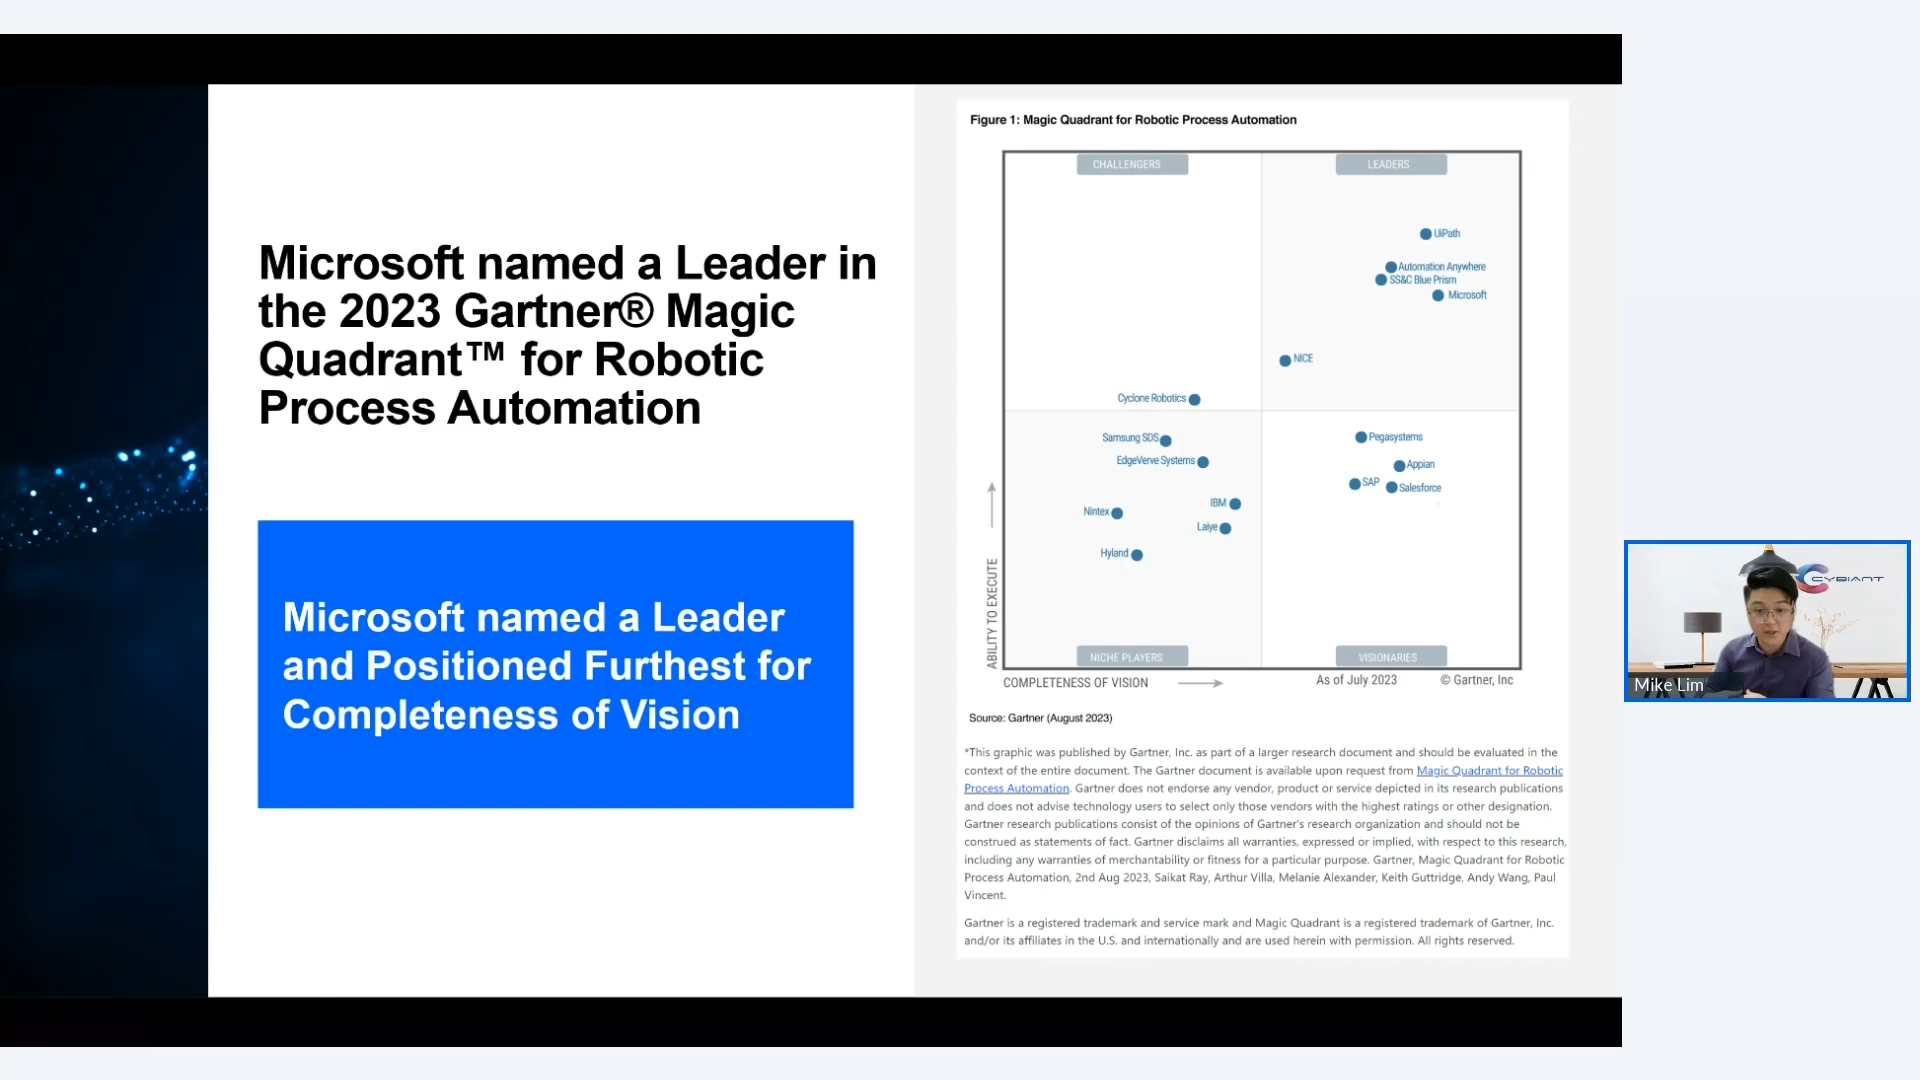 Microsoft named a Leader in
the 2023 Gartner® Magic
Quadrant™ for Robotic
Process Automation
Microsoft named a Leader
and Positioned Furthest for
Completeness of Vision
Figure 1: Magic Quadrant for Robotic Process Automation
CHALLENGERS
LEADERS
UiPath
Automation Anywhere
SS&C Blue Prism
Microsoft
NICE
Cyclone Robotics
Samsung SDS
EdgeVerve Systems
Pegasystems
Appian
SAP
Salesforce
IBM
Nintex
Laiye
Hyland
ABILITY TO EXECUTE
NICHE PLAYERS
VISIONARIES
COMPLETENESS OF VISION
As of July 2023
© Gartner, Inc
Source: Gartner (August 2023)
*This graphic was published by Gartner, Inc. as part of a larger research document and should be evaluated in the
context of the entire document. The Gartner document is available upon request from Magic Quadrant for Robotic
Process Automation. Gartner does not endorse any vendor, product or service depicted in its research publications
and does not advise technology users to select only those vendors with the highest ratings or other designation.
Gartner research publications consist of the opinions of Gartner's research organization and should not be
construed as statements of fact. Gartner disclaims all warranties, expressed or implied, with respect to this research,
including any warranties of merchantability or fitness for a particular purpose. Gartner, Magic Quadrant for Robotic
Process Automation, 2nd Aug 2023, Saikat Ray, Arthur Villa, Melanie Alexander, Keith Guttridge, Andy Wang, Paul
Vincent.
Gartner is a registered trademark and service mark and Magic Quadrant is a registered trademark of Gartner, Inc.
and/or its affiliates in the U.S. and internationally and are used herein with permission. All rights reserved.
CYBIANT
Mike Lim